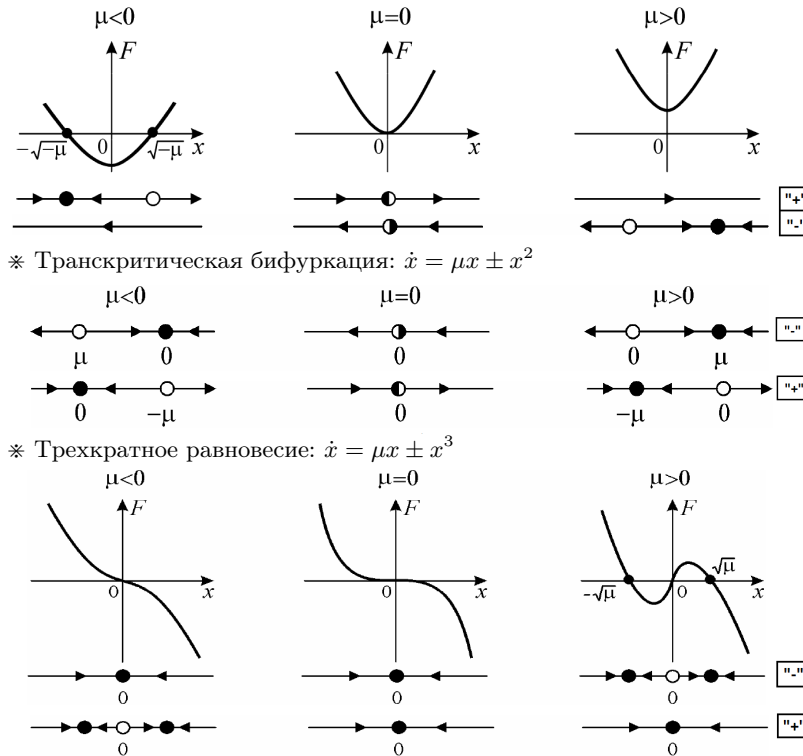 μ<0 μ=0 μ>0
F F F
−√−μ 0 √−μ x 0 x 0 x
"+"
"-"
⋇ Транскритическая бифуркация: ẋ = μx ± x²
μ<0 μ=0 μ>0
"-"
μ 0 0 0 μ
"+"
0 −μ 0 −μ 0
⋇ Трехкратное равновесие: ẋ = μx ± x³
μ<0 μ=0 μ>0
F F F
0 x 0 x −√μ 0 √μ x
"-"
0 0 0
"+"
0 0 0